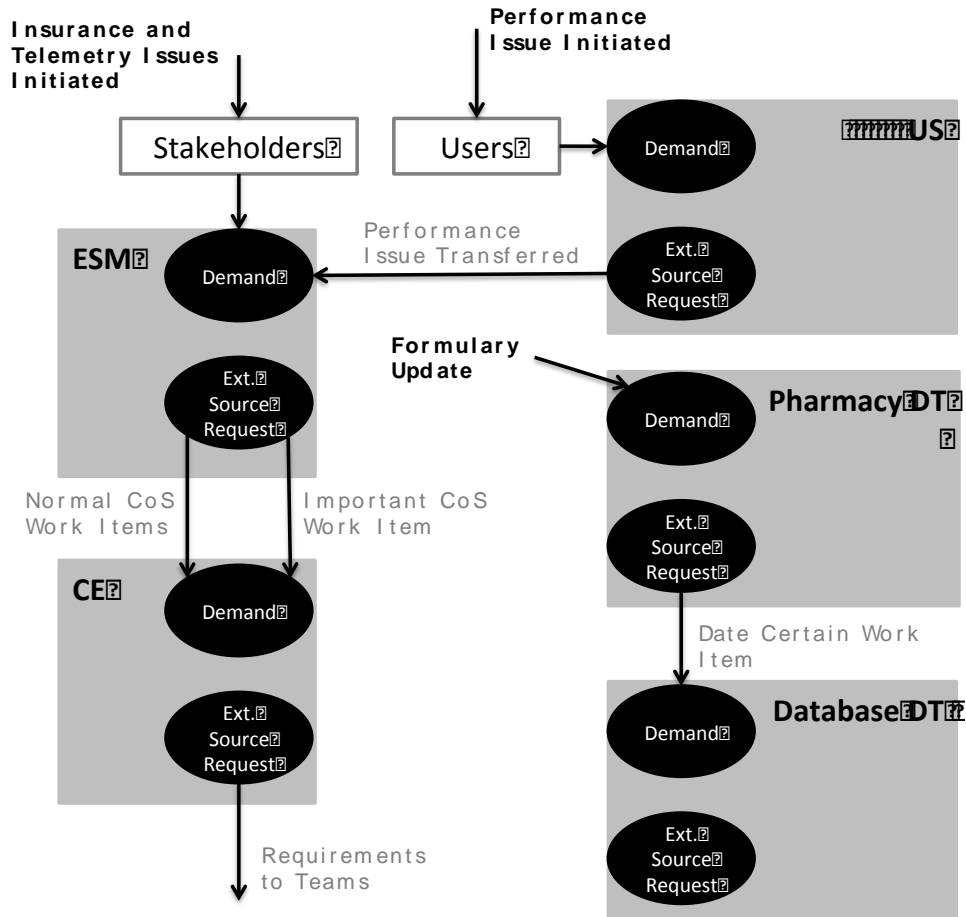 Insurance and
Telemetry Issues
Initiated
Performance
Issue Initiated
Stakeholders
Users
Demand
US
Performance
Issue Transferred
Ext.
Source
Request
ESM
Demand
Formulary
Update
Ext.
Source
Request
Demand
Pharmacy DT
Normal CoS
Work Items
Important CoS
Work Item
Ext.
Source
Request
CE
Demand
Date Certain Work
Item
Ext.
Source
Request
Demand
Database DT
Requirements
to Teams
Ext.
Source
Request